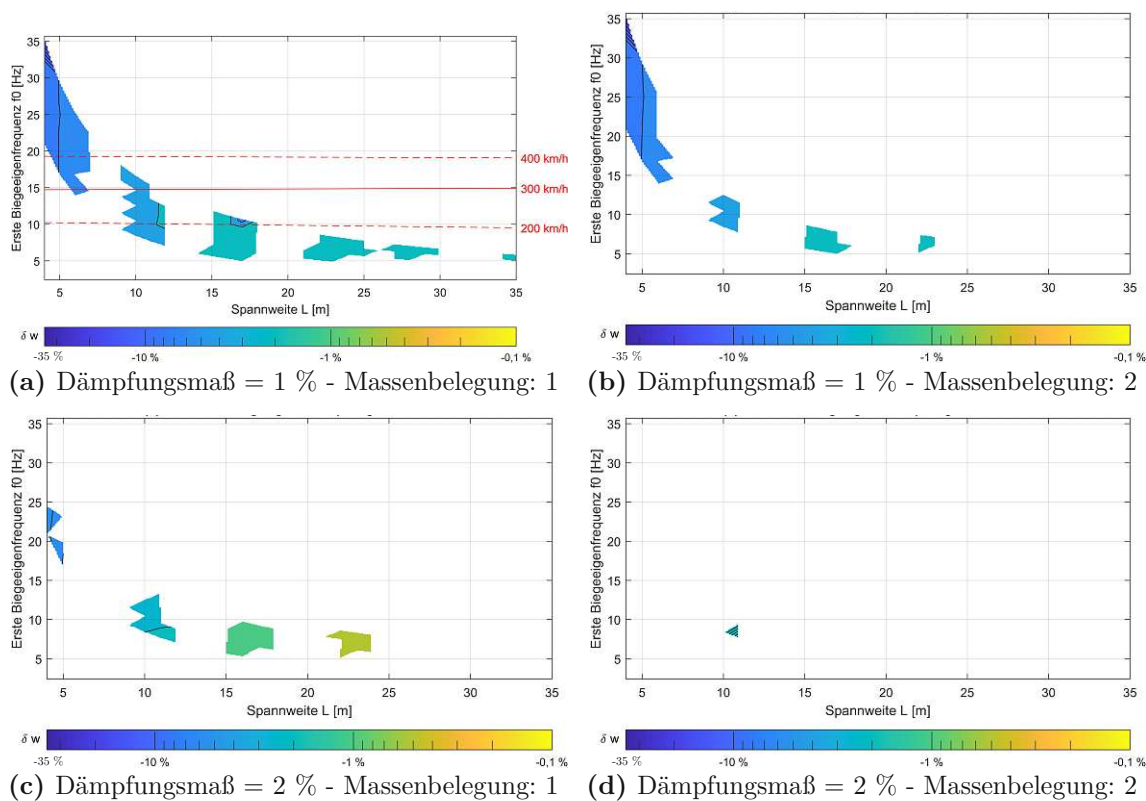 Erste Biegeeigenfrequenz f0 [Hz]
35
30
25
20
15
10
5
400 km/h
300 km/h
200 km/h
5 10 15 20 25 30 35
Spannweite L [m]
δ w
-35 % -10 % -1 % -0,1 %
(a) Dämpfungsmaß = 1 % - Massenbelegung: 1
Erste Biegeeigenfrequenz f0 [Hz]
35
30
25
20
15
10
5
5 10 15 20 25 30 35
Spannweite L [m]
δ w
-35 % -10 % -1 % -0,1 %
(b) Dämpfungsmaß = 1 % - Massenbelegung: 2
Erste Biegeeigenfrequenz f0 [Hz]
35
30
25
20
15
10
5
5 10 15 20 25 30 35
Spannweite L [m]
δ w
-35 % -10 % -1 % -0,1 %
(c) Dämpfungsmaß = 2 % - Massenbelegung: 1
Erste Biegeeigenfrequenz f0 [Hz]
35
30
25
20
15
10
5
5 10 15 20 25 30 35
Spannweite L [m]
δ w
-35 % -10 % -1 % -0,1 %
(d) Dämpfungsmaß = 2 % - Massenbelegung: 2